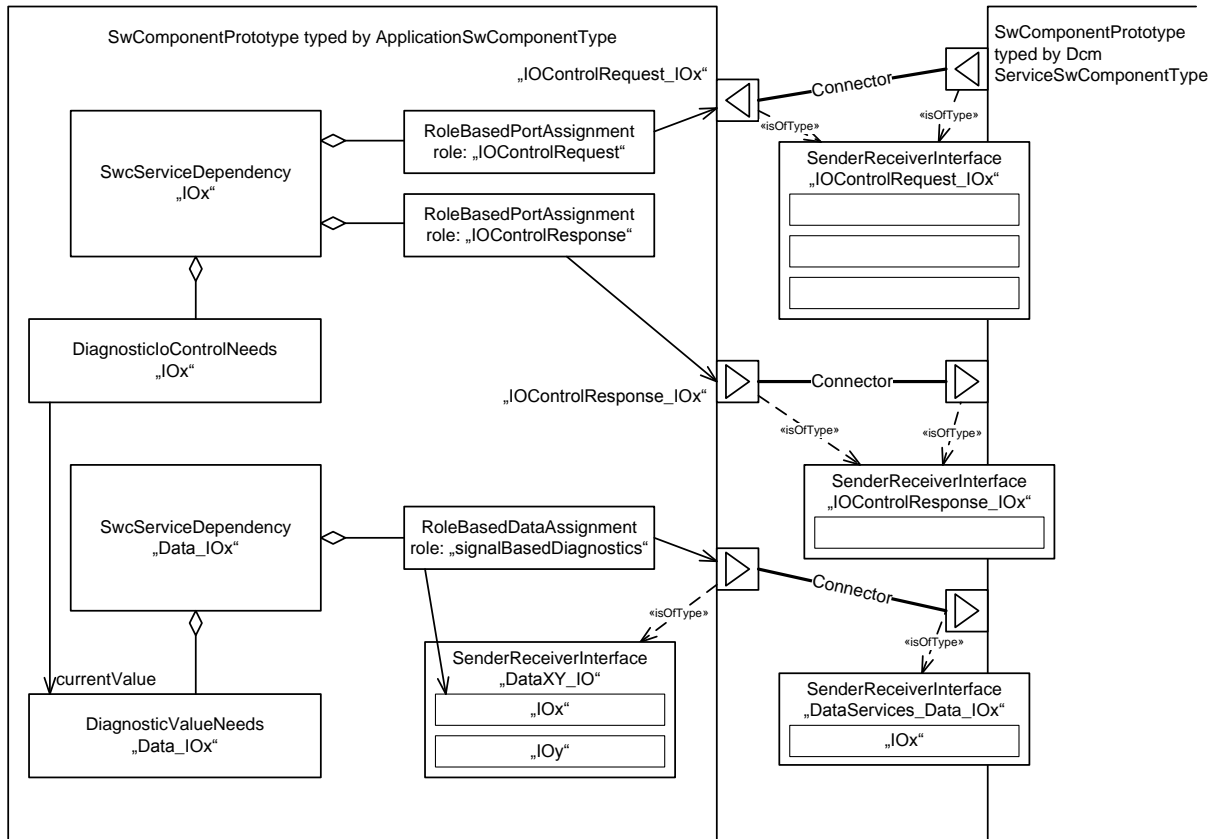 SwComponentPrototype typed by ApplicationSwComponentType
SwComponentPrototype
typed by Dcm
ServiceSwComponentType
„IOControlRequest_IOx“
Connector
«isOfType»
«isOfType»
RoleBasedPortAssignment
role: „IOControlRequest“
SwcServiceDependency
„IOx“
SenderReceiverInterface
„IOControlRequest_IOx“
RoleBasedPortAssignment
role: „IOControlResponse“
DiagnosticIoControlNeeds
„IOx“
„IOControlResponse_IOx“
Connector
«isOfType»
«isOfType»
SenderReceiverInterface
„IOControlResponse_IOx“
SwcServiceDependency
„Data_IOx“
RoleBasedDataAssignment
role: „signalBasedDiagnostics“
Connector
«isOfType»
«isOfType»
SenderReceiverInterface
„DataXY_IO“
„IOx“
„IOy“
currentValue
DiagnosticValueNeeds
„Data_IOx“
SenderReceiverInterface
„DataServices_Data_IOx“
„IOx“